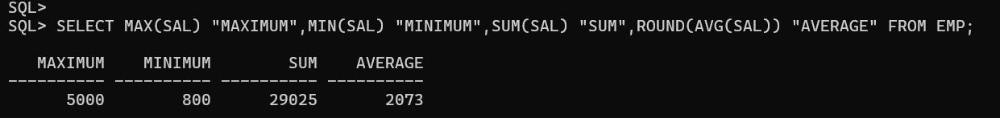 SQL>
SQL> SELECT MAX(SAL) "MAXIMUM",MIN(SAL) "MINIMUM",SUM(SAL) "SUM",ROUND(AVG(SAL)) "AVERAGE" FROM EMP;
   MAXIMUM    MINIMUM        SUM    AVERAGE
---------- ---------- ---------- ----------
      5000        800      29025       2073